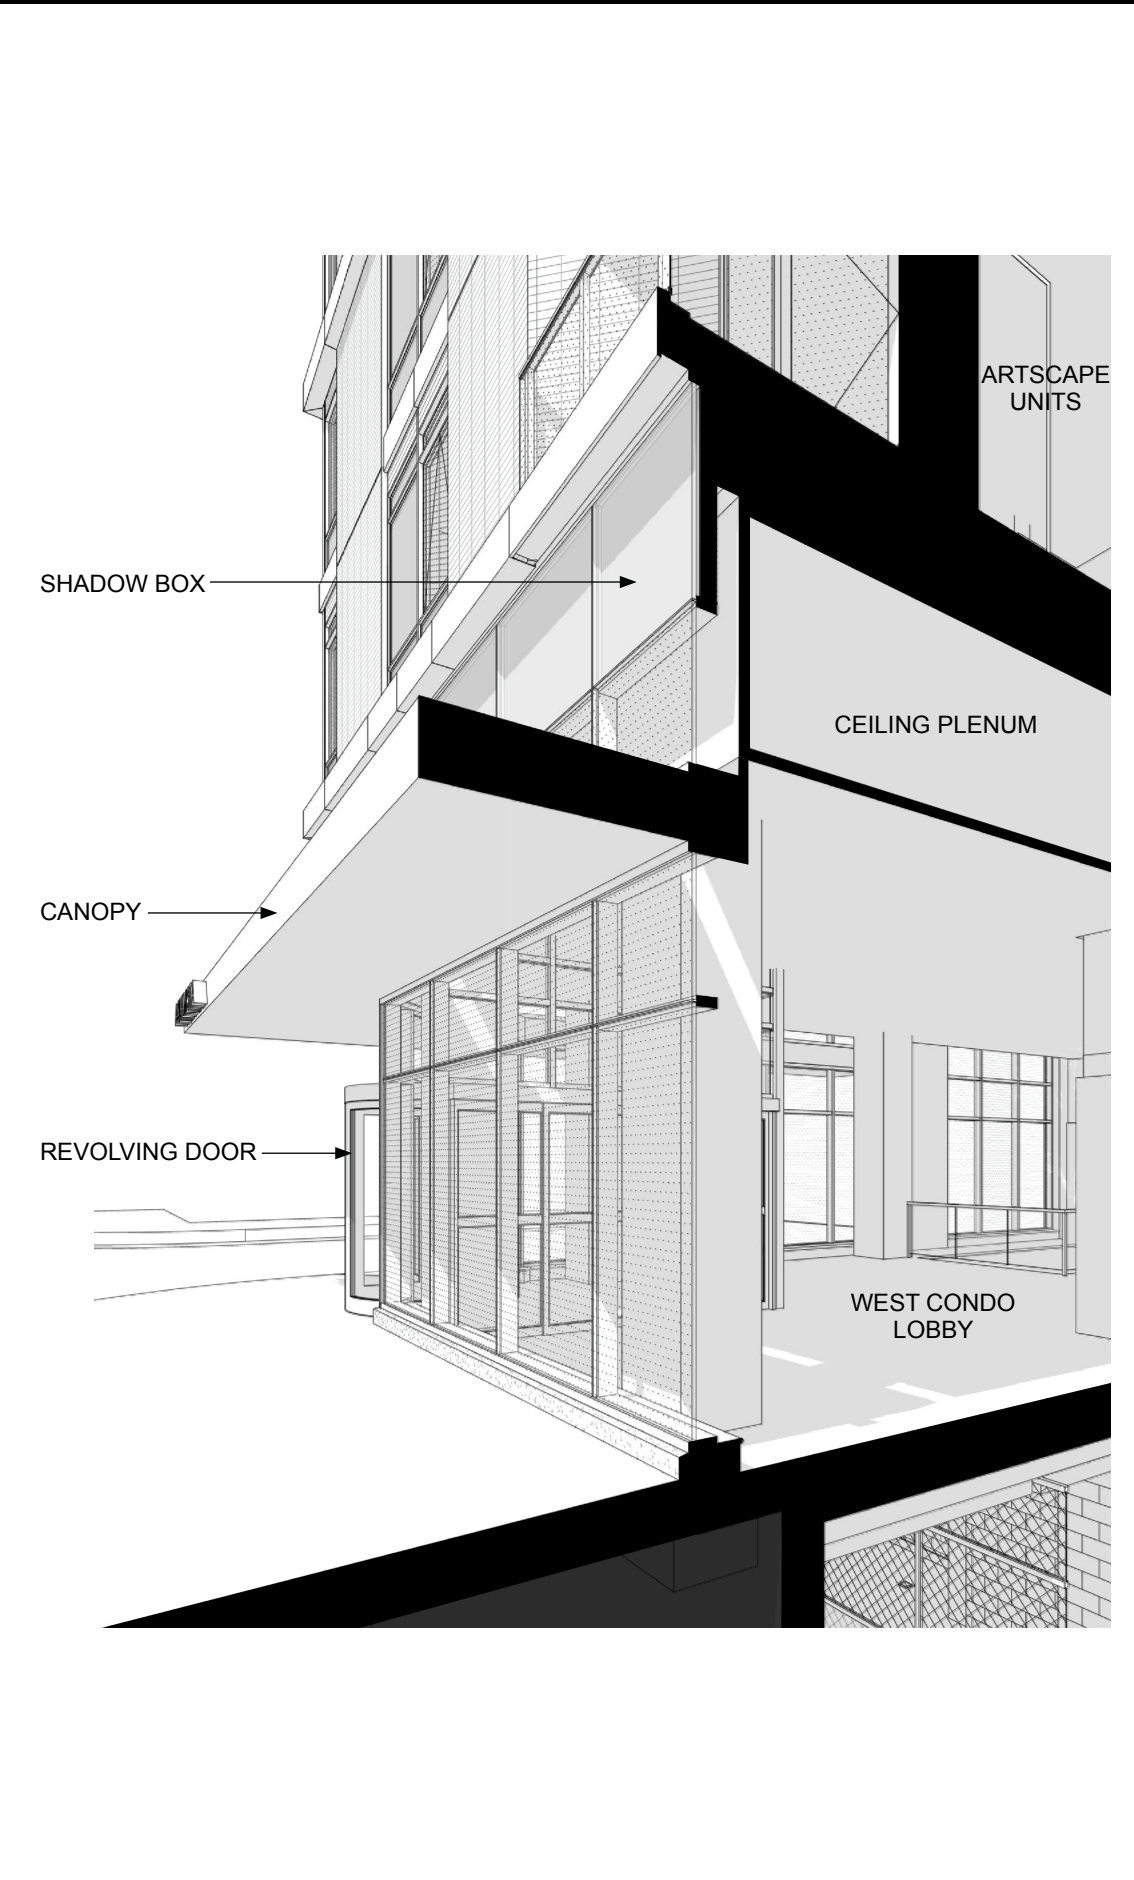 ARTSCAPE
UNITS
SHADOW BOX
CEILING PLENUM
CANOPY
REVOLVING DOOR
WEST CONDO
LOBBY